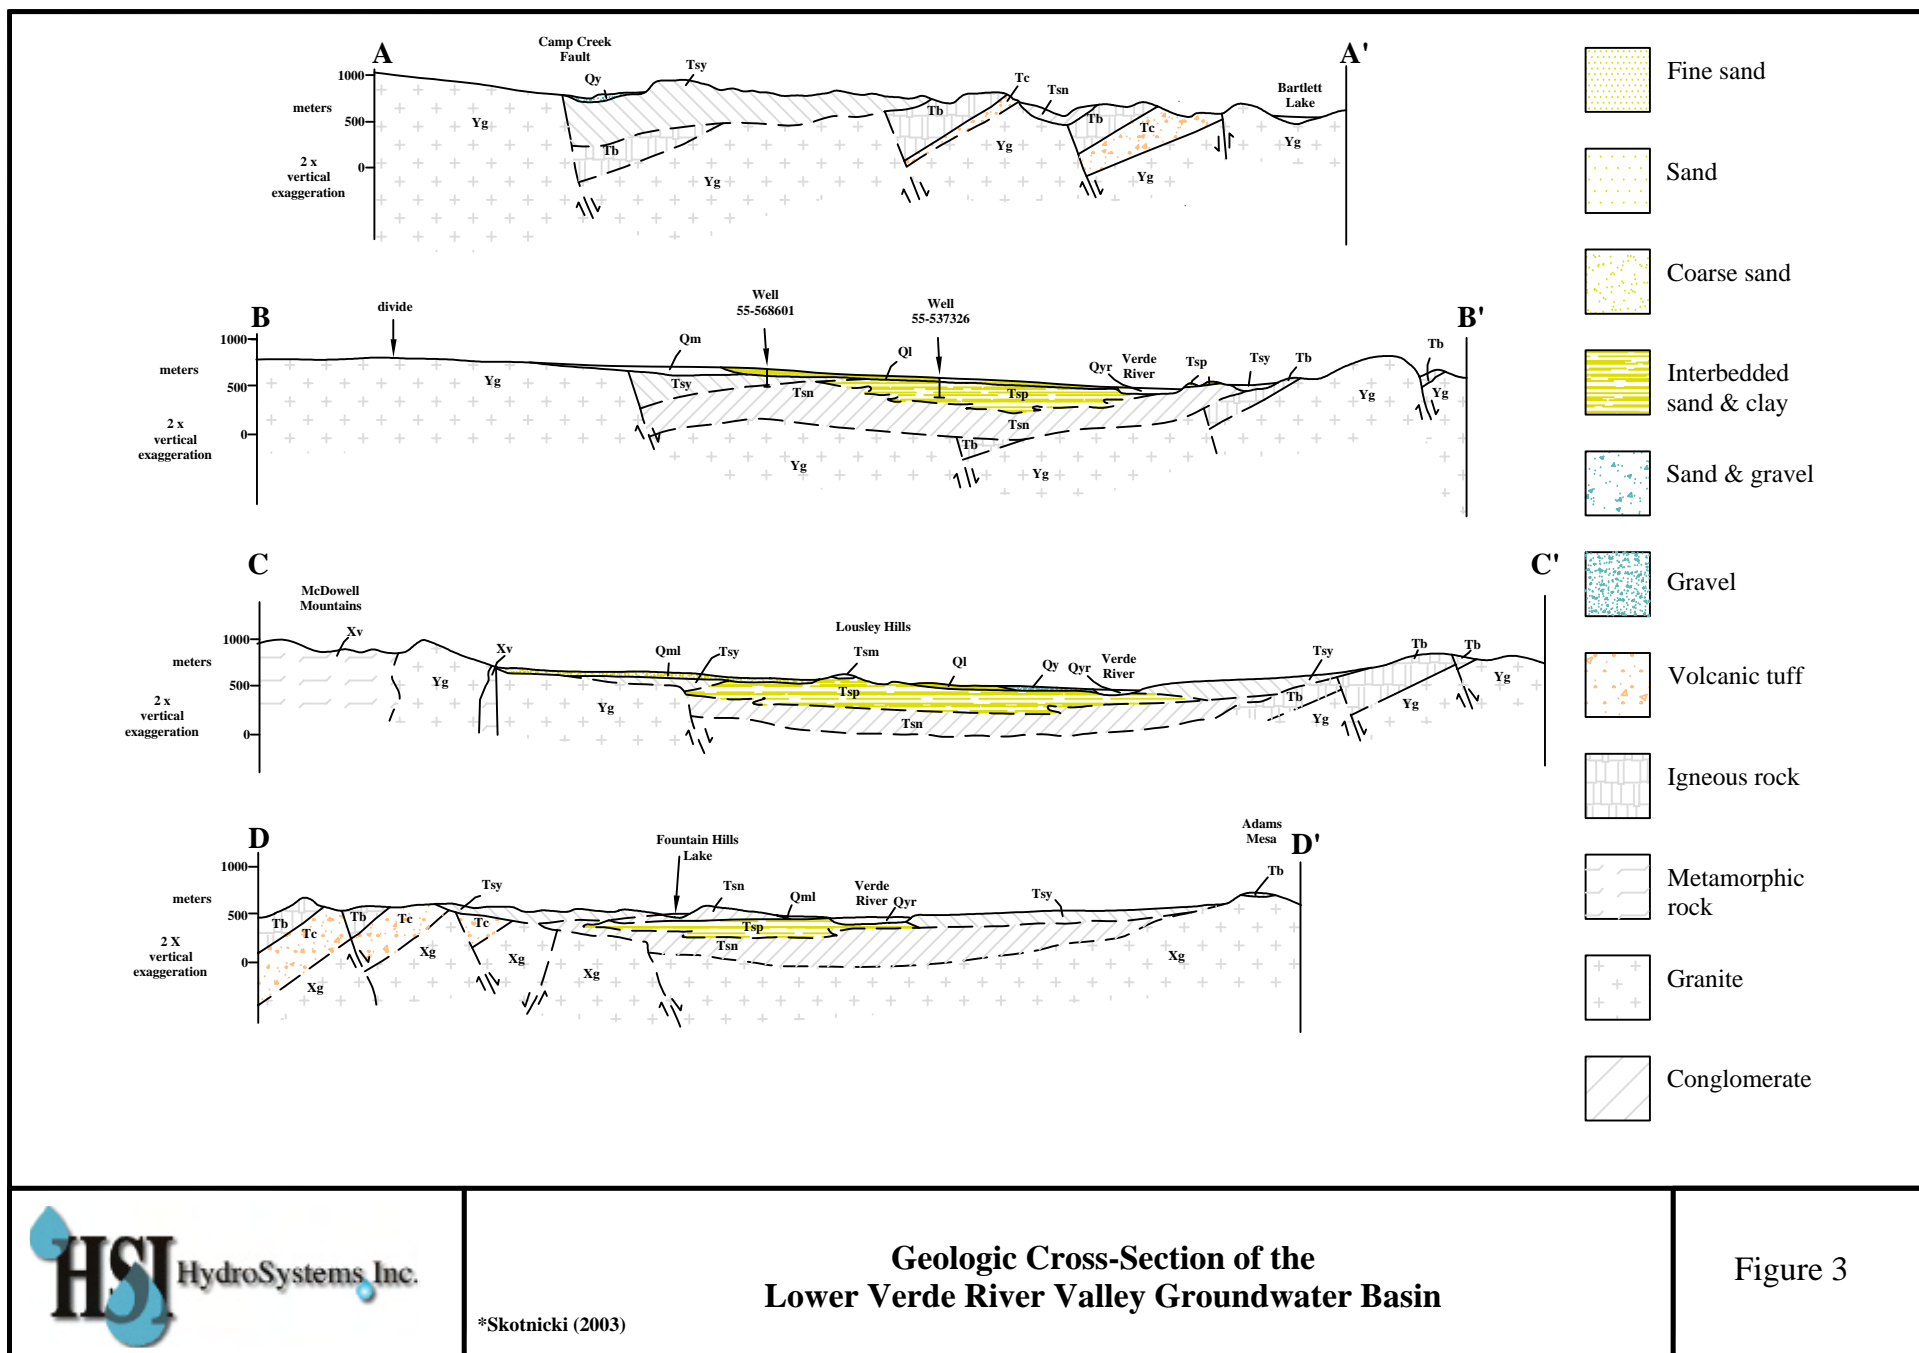 A
Camp Creek
Fault
Qy
Tsy
Tc
Tsn
Bartlett
Lake
A'
1000
meters
500
0
2 x
vertical
exaggeration
Yg
Tb
Yg
Tb
Yg
Tb
Tc
Yg
Yg
B
divide
Well
55-568601
Well
55-537326
B'
1000
meters
500
0
2 x
vertical
exaggeration
Qm
Ql
Qyr
Verde
River
Tsp
Tsy
Tb
Tb
Yg
Tsy
Tsn
Tsp
Tsn
Tb
Yg
Yg
Yg
Yg
C
McDowell
Mountains
Lousley Hills
C'
1000
meters
500
0
2 x
vertical
exaggeration
Xv
Xv
Qml
Tsy
Tsm
Ql
Qy
Qyr
Verde
River
Tsy
Tb
Tb
Yg
Yg
Tsp
Tsn
Tb
Yg
Yg
Yg
D
Fountain Hills
Lake
Adams
Mesa
D'
1000
meters
500
0
2 X
vertical
exaggeration
Tsy
Tsn
Qml
Verde
River
Qyr
Tsy
Tb
Tb
Tc
Tb
Tc
Tc
Xg
Xg
Xg
Xg
Tsp
Tsn
Xg
Fine sand
Sand
Coarse sand
Interbedded
sand & clay
Sand & gravel
Gravel
Volcanic tuff
Igneous rock
Metamorphic
rock
Granite
Conglomerate
HSI HydroSystems, Inc.
*Skotnicki (2003)
Geologic Cross-Section of the
Lower Verde River Valley Groundwater Basin
Figure 3